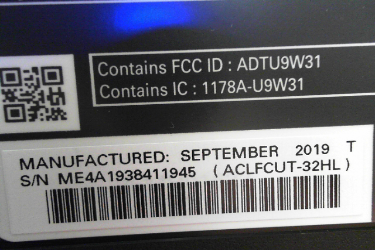 Contains FCC ID : ADTU9W31
Contains IC : 1178A-U9W31
MANUFACTURED: SEPTEMBER 2019 T
S/N ME4A1938411945 (ACLFCUT-32HL)